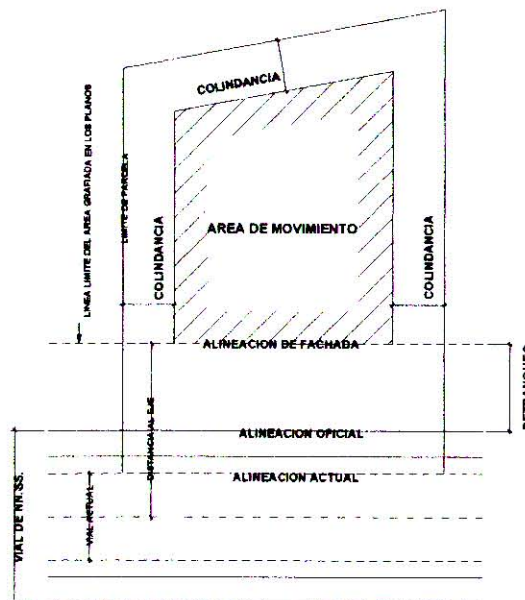 COLINDANCIA
LINEA LIMITE DEL AREA GRAFIADA EN LOS PLANOS
LIMITE DE PARCELA
COLINDANCIA
AREA DE MOVIMIENTO
COLINDANCIA
ALINEACION DE FACHADA
DISTANCIA AL EJE
ALINEACION OFICIAL
ALINEACION ACTUAL
VIAL DE NN.SS.
VIAL ACTUAL